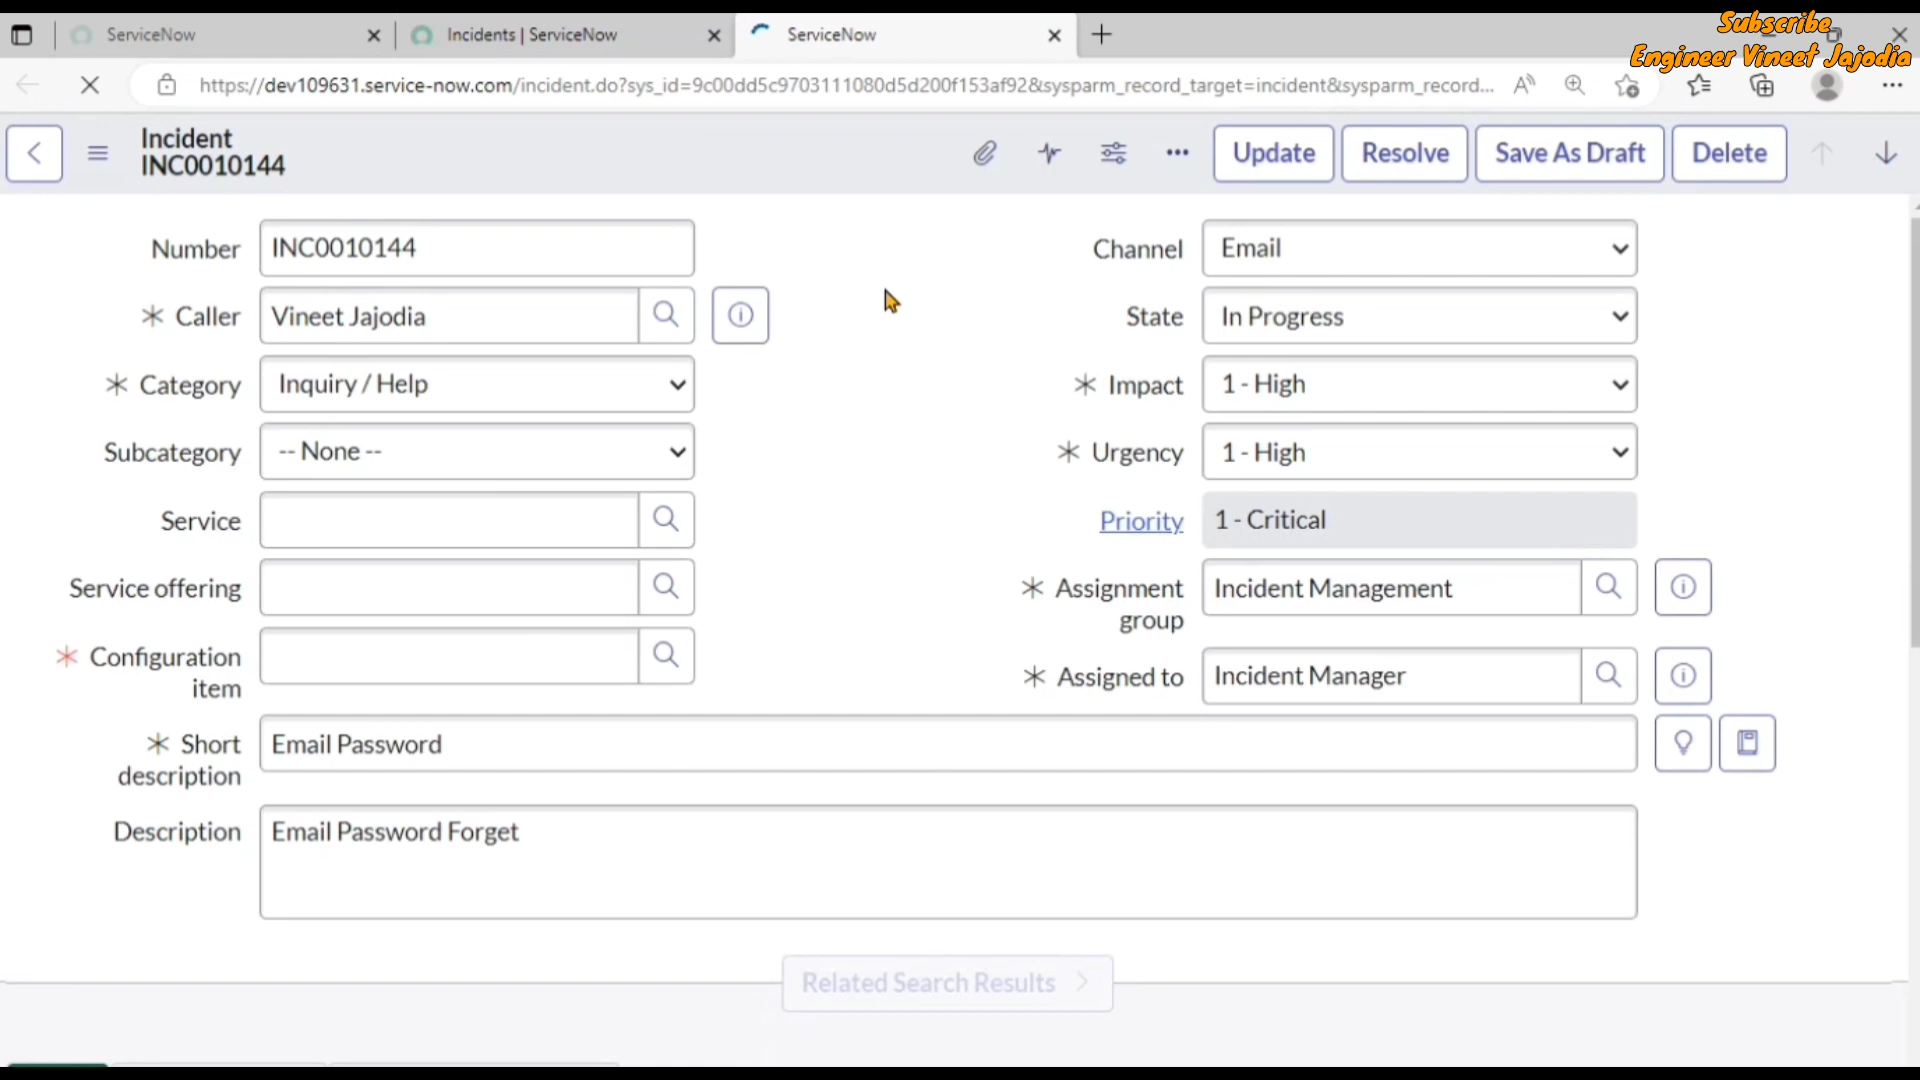 ServiceNow
Incidents | ServiceNow
ServiceNow
Subscribe
Engineer Vineet Jajodia
https://dev109631.service-now.com/incident.do?sys_id=9c00dd5c9703111080d5d200f153af92&sysparm_record_target=incident&sysparm_record...
Incident
INC0010144
Update
Resolve
Save As Draft
Delete
Number
INC0010144
Channel
Email
* Caller
Vineet Jajodia
State
In Progress
* Category
Inquiry / Help
* Impact
1 - High
Subcategory
-- None --
* Urgency
1 - High
Service
Priority
1 - Critical
Service offering
* Assignment
group
Incident Management
* Configuration
item
* Assigned to
Incident Manager
* Short
description
Email Password
Description
Email Password Forget
Related Search Results